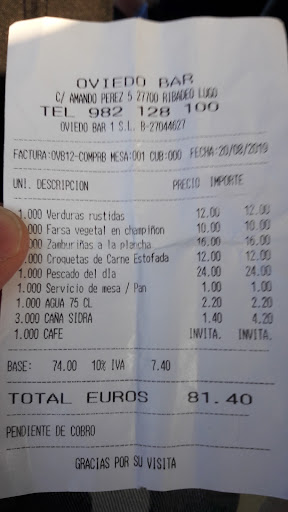 OVIEDO BAR
C/ AMANDO PEREZ 5 27700 RIBADEO LUGO
TEL 982 128 100
OVIEDO BAR 1 S.L. B-27044627
FACTURA:OVB12-COMPRB MESA:001 CUB:000 FECHA:20/08/2019
UNI. DESCRIPCION PRECIO IMPORTE
1.000 Verduras rustidas 12.00 12.00
1.000 Farsa vegetal en champiñon 10.00 10.00
1.000 Zamburiñas a la plancha 16.00 16.00
1.000 Croquetas de Carne Estofada 12.00 12.00
1.000 Pescado del día 24.00 24.00
1.000 Servicio de mesa / Pan 1.00 1.00
1.000 AGUA 75 CL 2.20 2.20
3.000 CAÑA SIDRA 1.40 4.20
1.000 CAFE INVITA. INVITA.
BASE: 74.00 10% IVA 7.40
TOTAL EUROS 81.40
PENDIENTE DE COBRO
GRACIAS POR SU VISITA